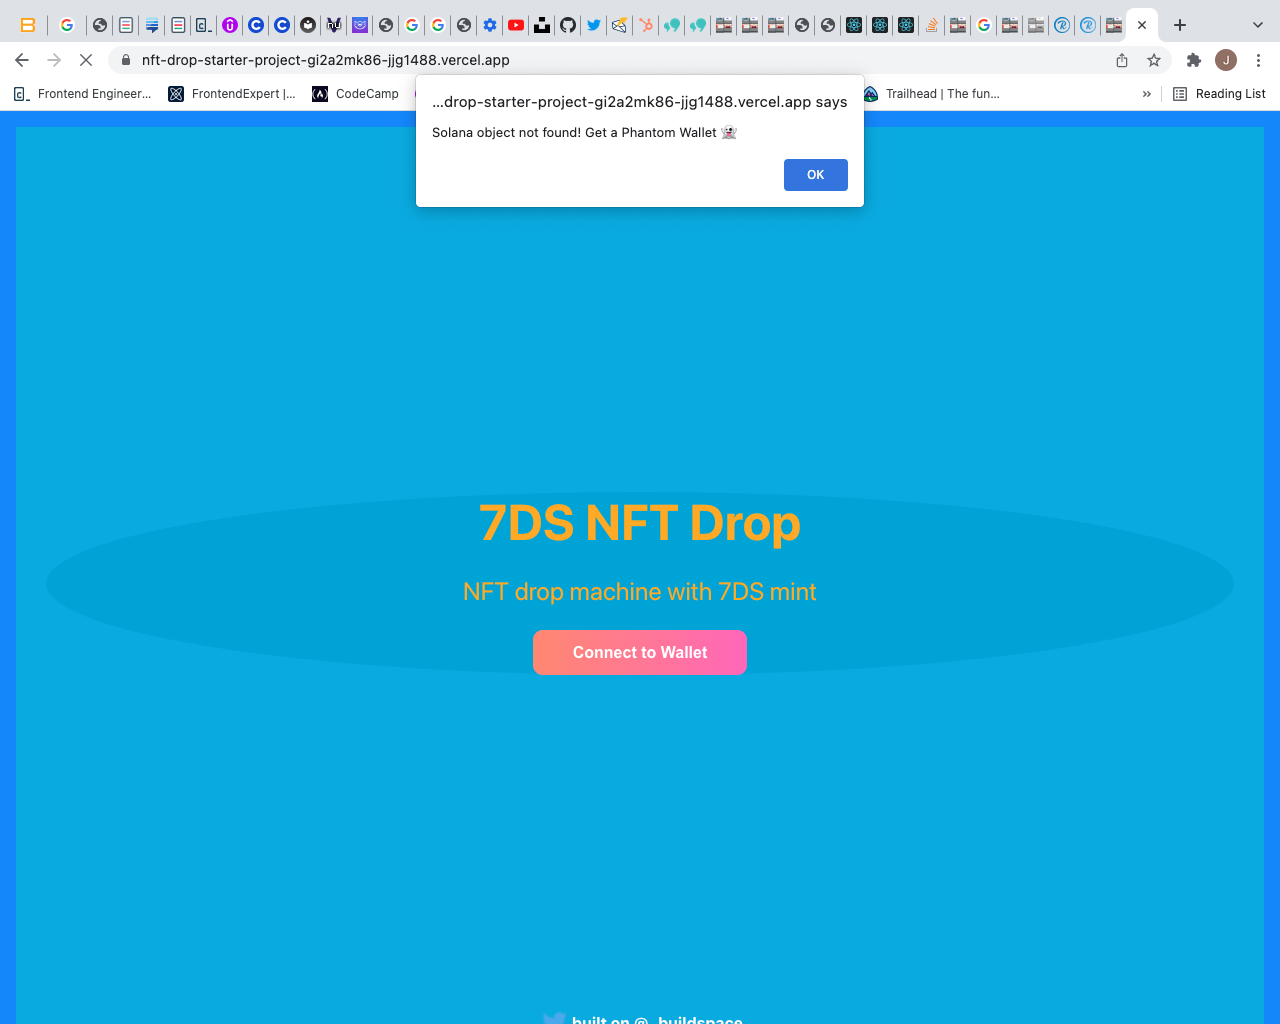 nft-drop-starter-project-gi2a2mk86-jjg1488.vercel.app
J
Frontend Engineer...
FrontendExpert |...
CodeCamp
Trailhead | The fun...
»
Reading List
...drop-starter-project-gi2a2mk86-jjg1488.vercel.app says
Solana object not found! Get a Phantom Wallet 👻
OK
7DS NFT Drop
NFT drop machine with 7DS mint
Connect to Wallet
built on @_buildspace